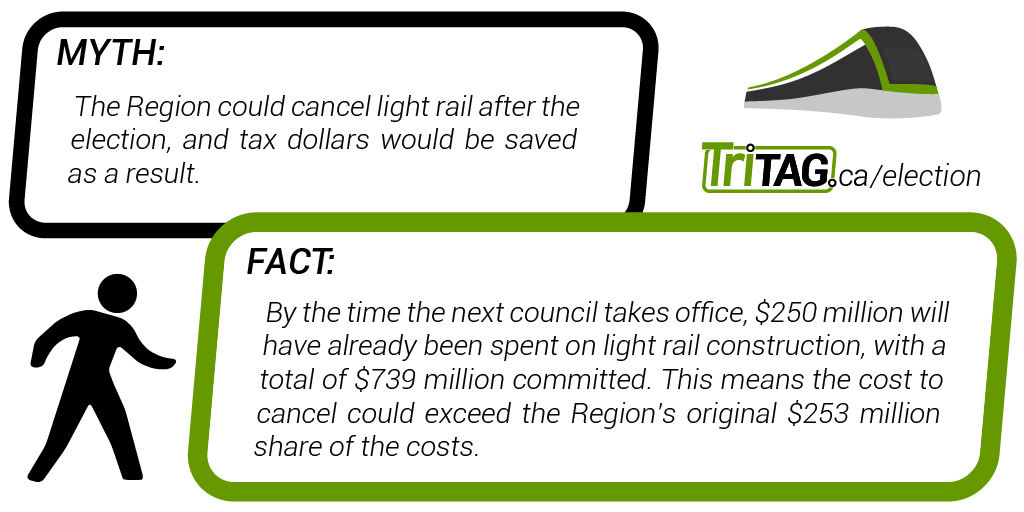 MYTH:
The Region could cancel light rail after the
election, and tax dollars would be saved
as a result.
TriTAG.ca/election
FACT:
By the time the next council takes office, $250 million will
have already been spent on light rail construction, with a
total of $739 million committed. This means the cost to
cancel could exceed the Region's original $253 million
share of the costs.